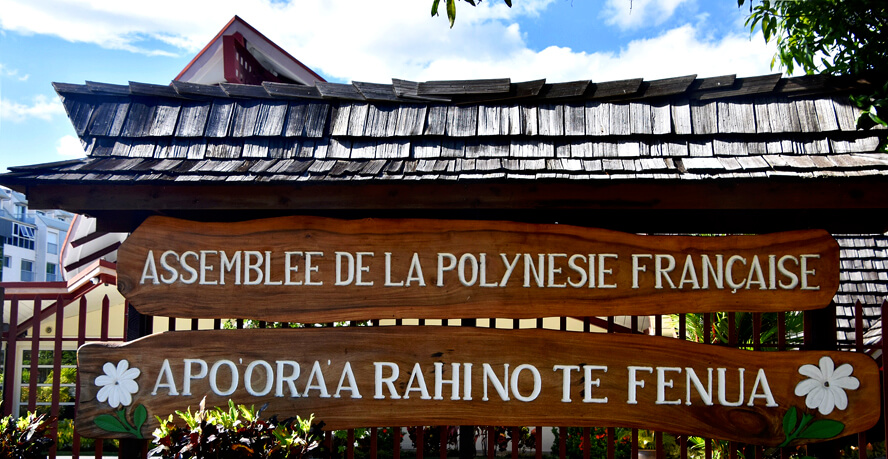 ASSEMBLEE DE LA POLYNESIE FRANÇAISE
APO'ORA'A RAHI NO TE FENUA